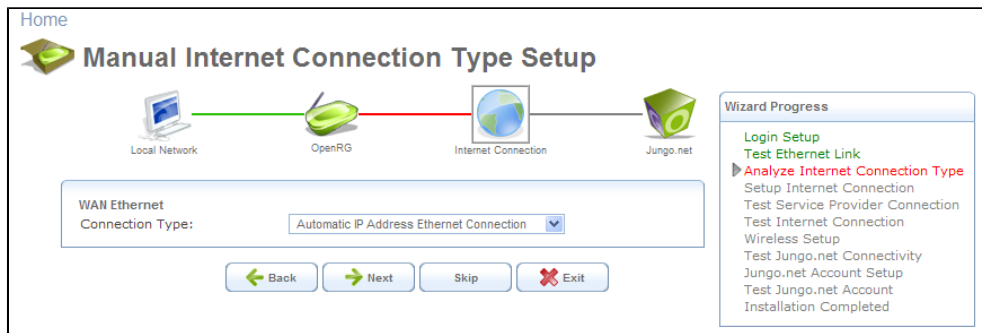 Home
Manual Internet Connection Type Setup
Local Network
OpenRG
Internet Connection
Jungo.net
WAN Ethernet
Connection Type: Automatic IP Address Ethernet Connection
Back Next Skip Exit
Wizard Progress
Login Setup
Test Ethernet Link
Analyze Internet Connection Type
Setup Internet Connection
Test Service Provider Connection
Test Internet Connection
Wireless Setup
Test Jungo.net Connectivity
Jungo.net Account Setup
Test Jungo.net Account
Installation Completed